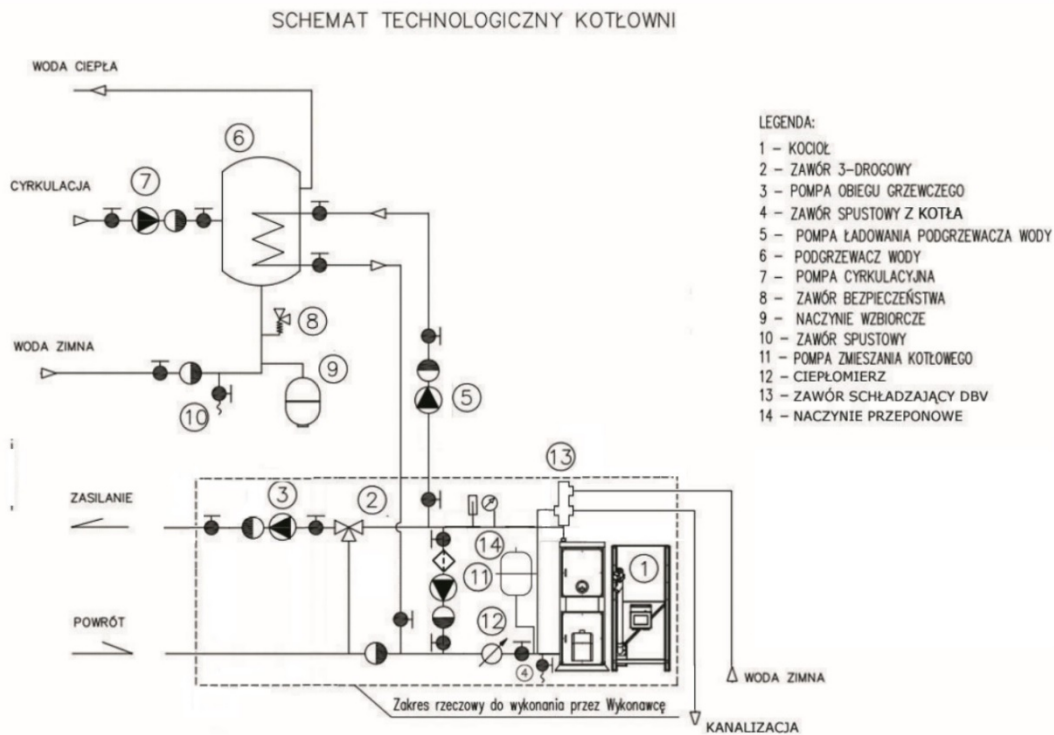 SCHEMAT TECHNOLOGICZNY KOTŁOWNI
WODA CIEPŁA
6
CYRKULACJA
7
WODA ZIMNA
8
9
10
5
LEGENDA:
1 – KOCIOŁ
2 – ZAWÓR 3-DROGOWY
3 – POMPA OBIEGU GRZEWCZEGO
4 – ZAWÓR SPUSTOWY Z KOTŁA
5 – POMPA ŁADOWANIA PODGRZEWACZA WODY
6 – PODGRZEWACZ WODY
7 – POMPA CYRKULACYJNA
8 – ZAWÓR BEZPIECZEŃSTWA
9 – NACZYNIE WZBIORCZE
10 – ZAWÓR SPUSTOWY
11 – POMPA ZMIESZANIA KOTŁOWEGO
12 – CIEPŁOMIERZ
13 – ZAWÓR SCHŁADZAJĄCY DBV
14 – NACZYNIE PRZEPONOWE
13
ZASILANIE
3
2
14
11
1
POWRÓT
12
4
WODA ZIMNA
Zakres rzeczowy do wykonania przez Wykonawcę
KANALIZACJA